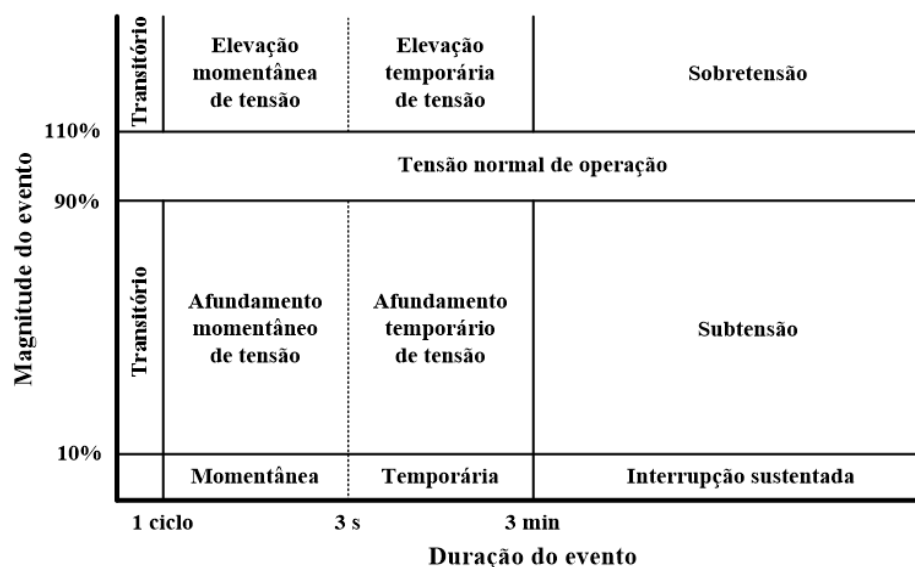 Transitório
Elevação
momentânea
de tensão
Elevação
temporária
de tensão
Sobretensão
110%
Tensão normal de operação
90%
Magnitude do evento
Transitório
Afundamento
momentâneo
de tensão
Afundamento
temporário
de tensão
Subtensão
10%
Momentânea
Temporária
Interrupção sustentada
1 ciclo
3 s
3 min
Duração do evento